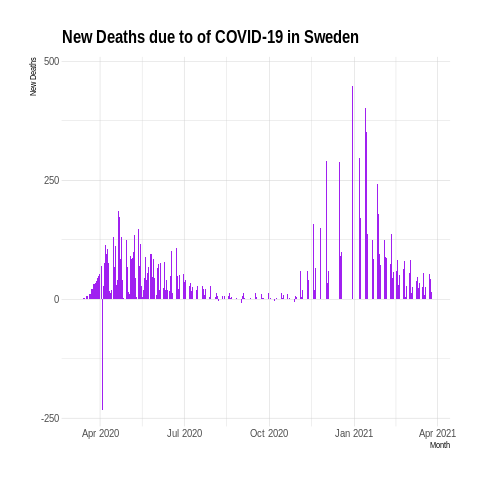 New Deaths due to of COVID-19 in Sweden
New Deaths
500
250
0
-250
Apr 2020
Jul 2020
Oct 2020
Jan 2021
Apr 2021
Month